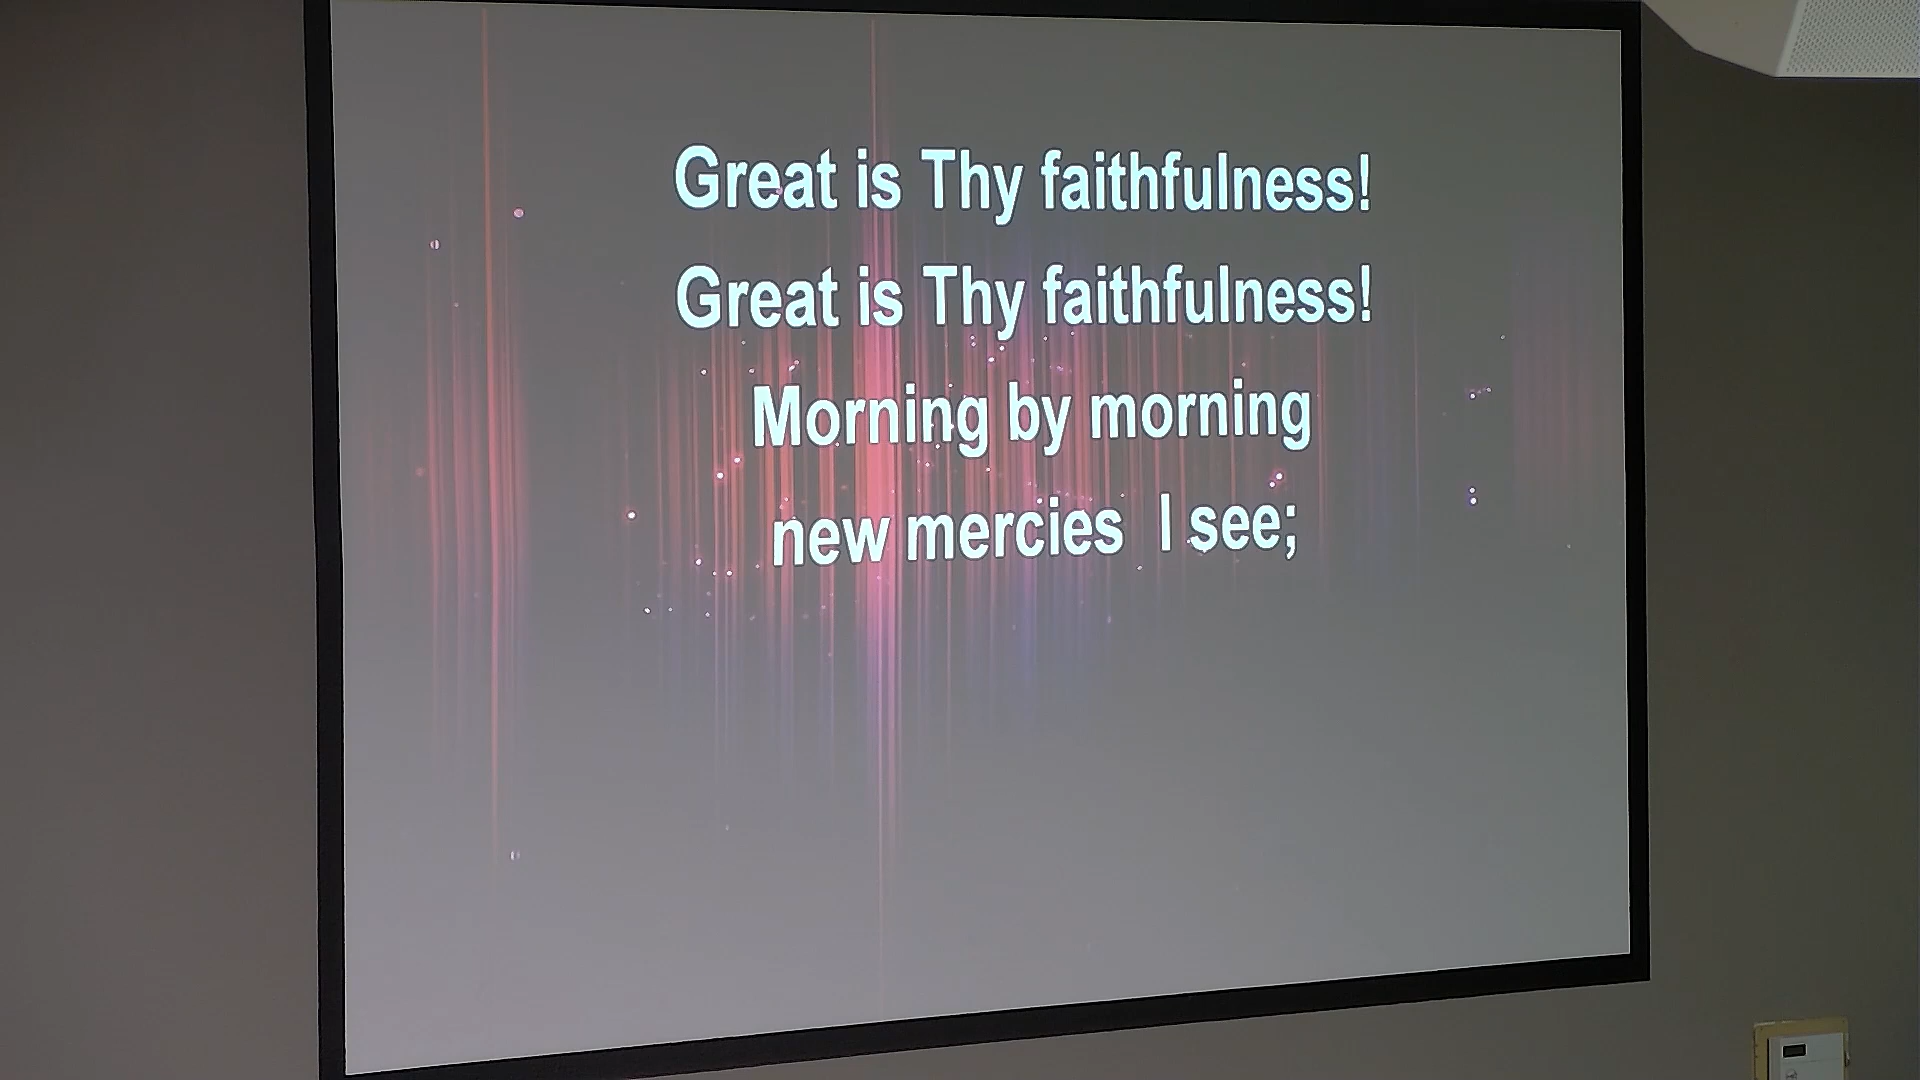 Great is Thy faithfulness!
Great is Thy faithfulness!
Morning by morning
new mercies I see;